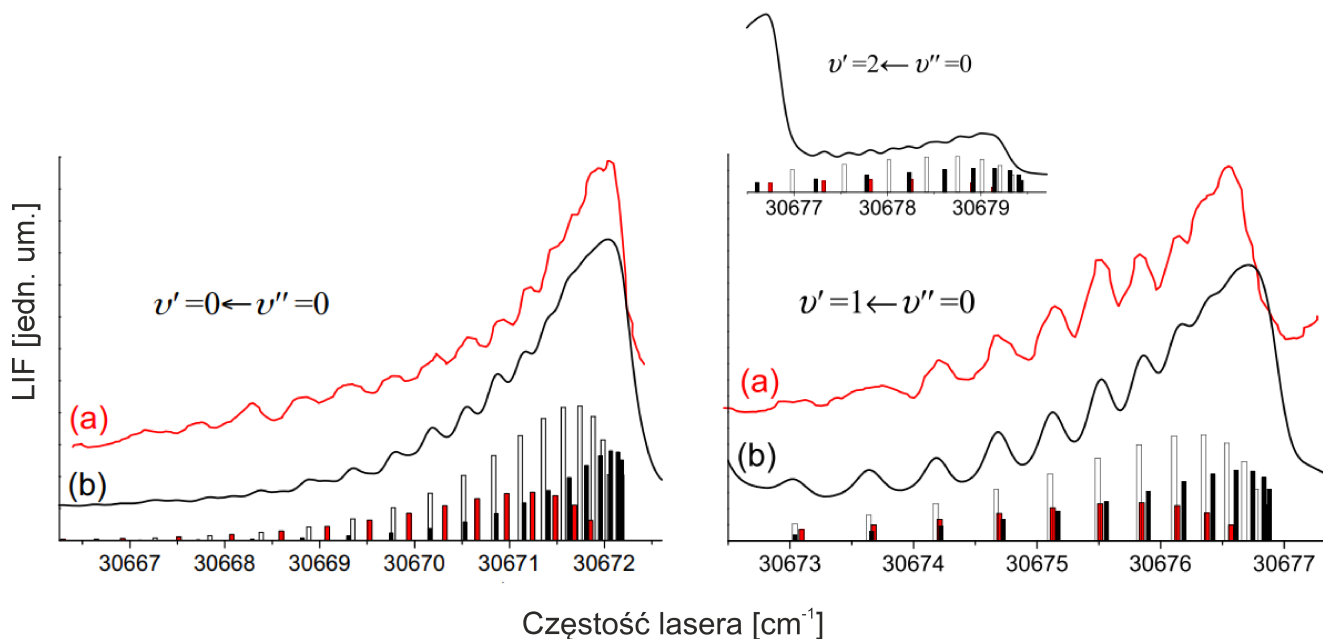 LIF [jedn. um.]
υ' =0← υ'' =0
(a)
(b)
30667 30668 30669 30670 30671 30672
υ' =2← υ'' =0
30677 30678 30679
υ' =1← υ'' =0
(a)
(b)
30673 30674 30675 30676 30677
Częstość lasera [cm⁻¹]